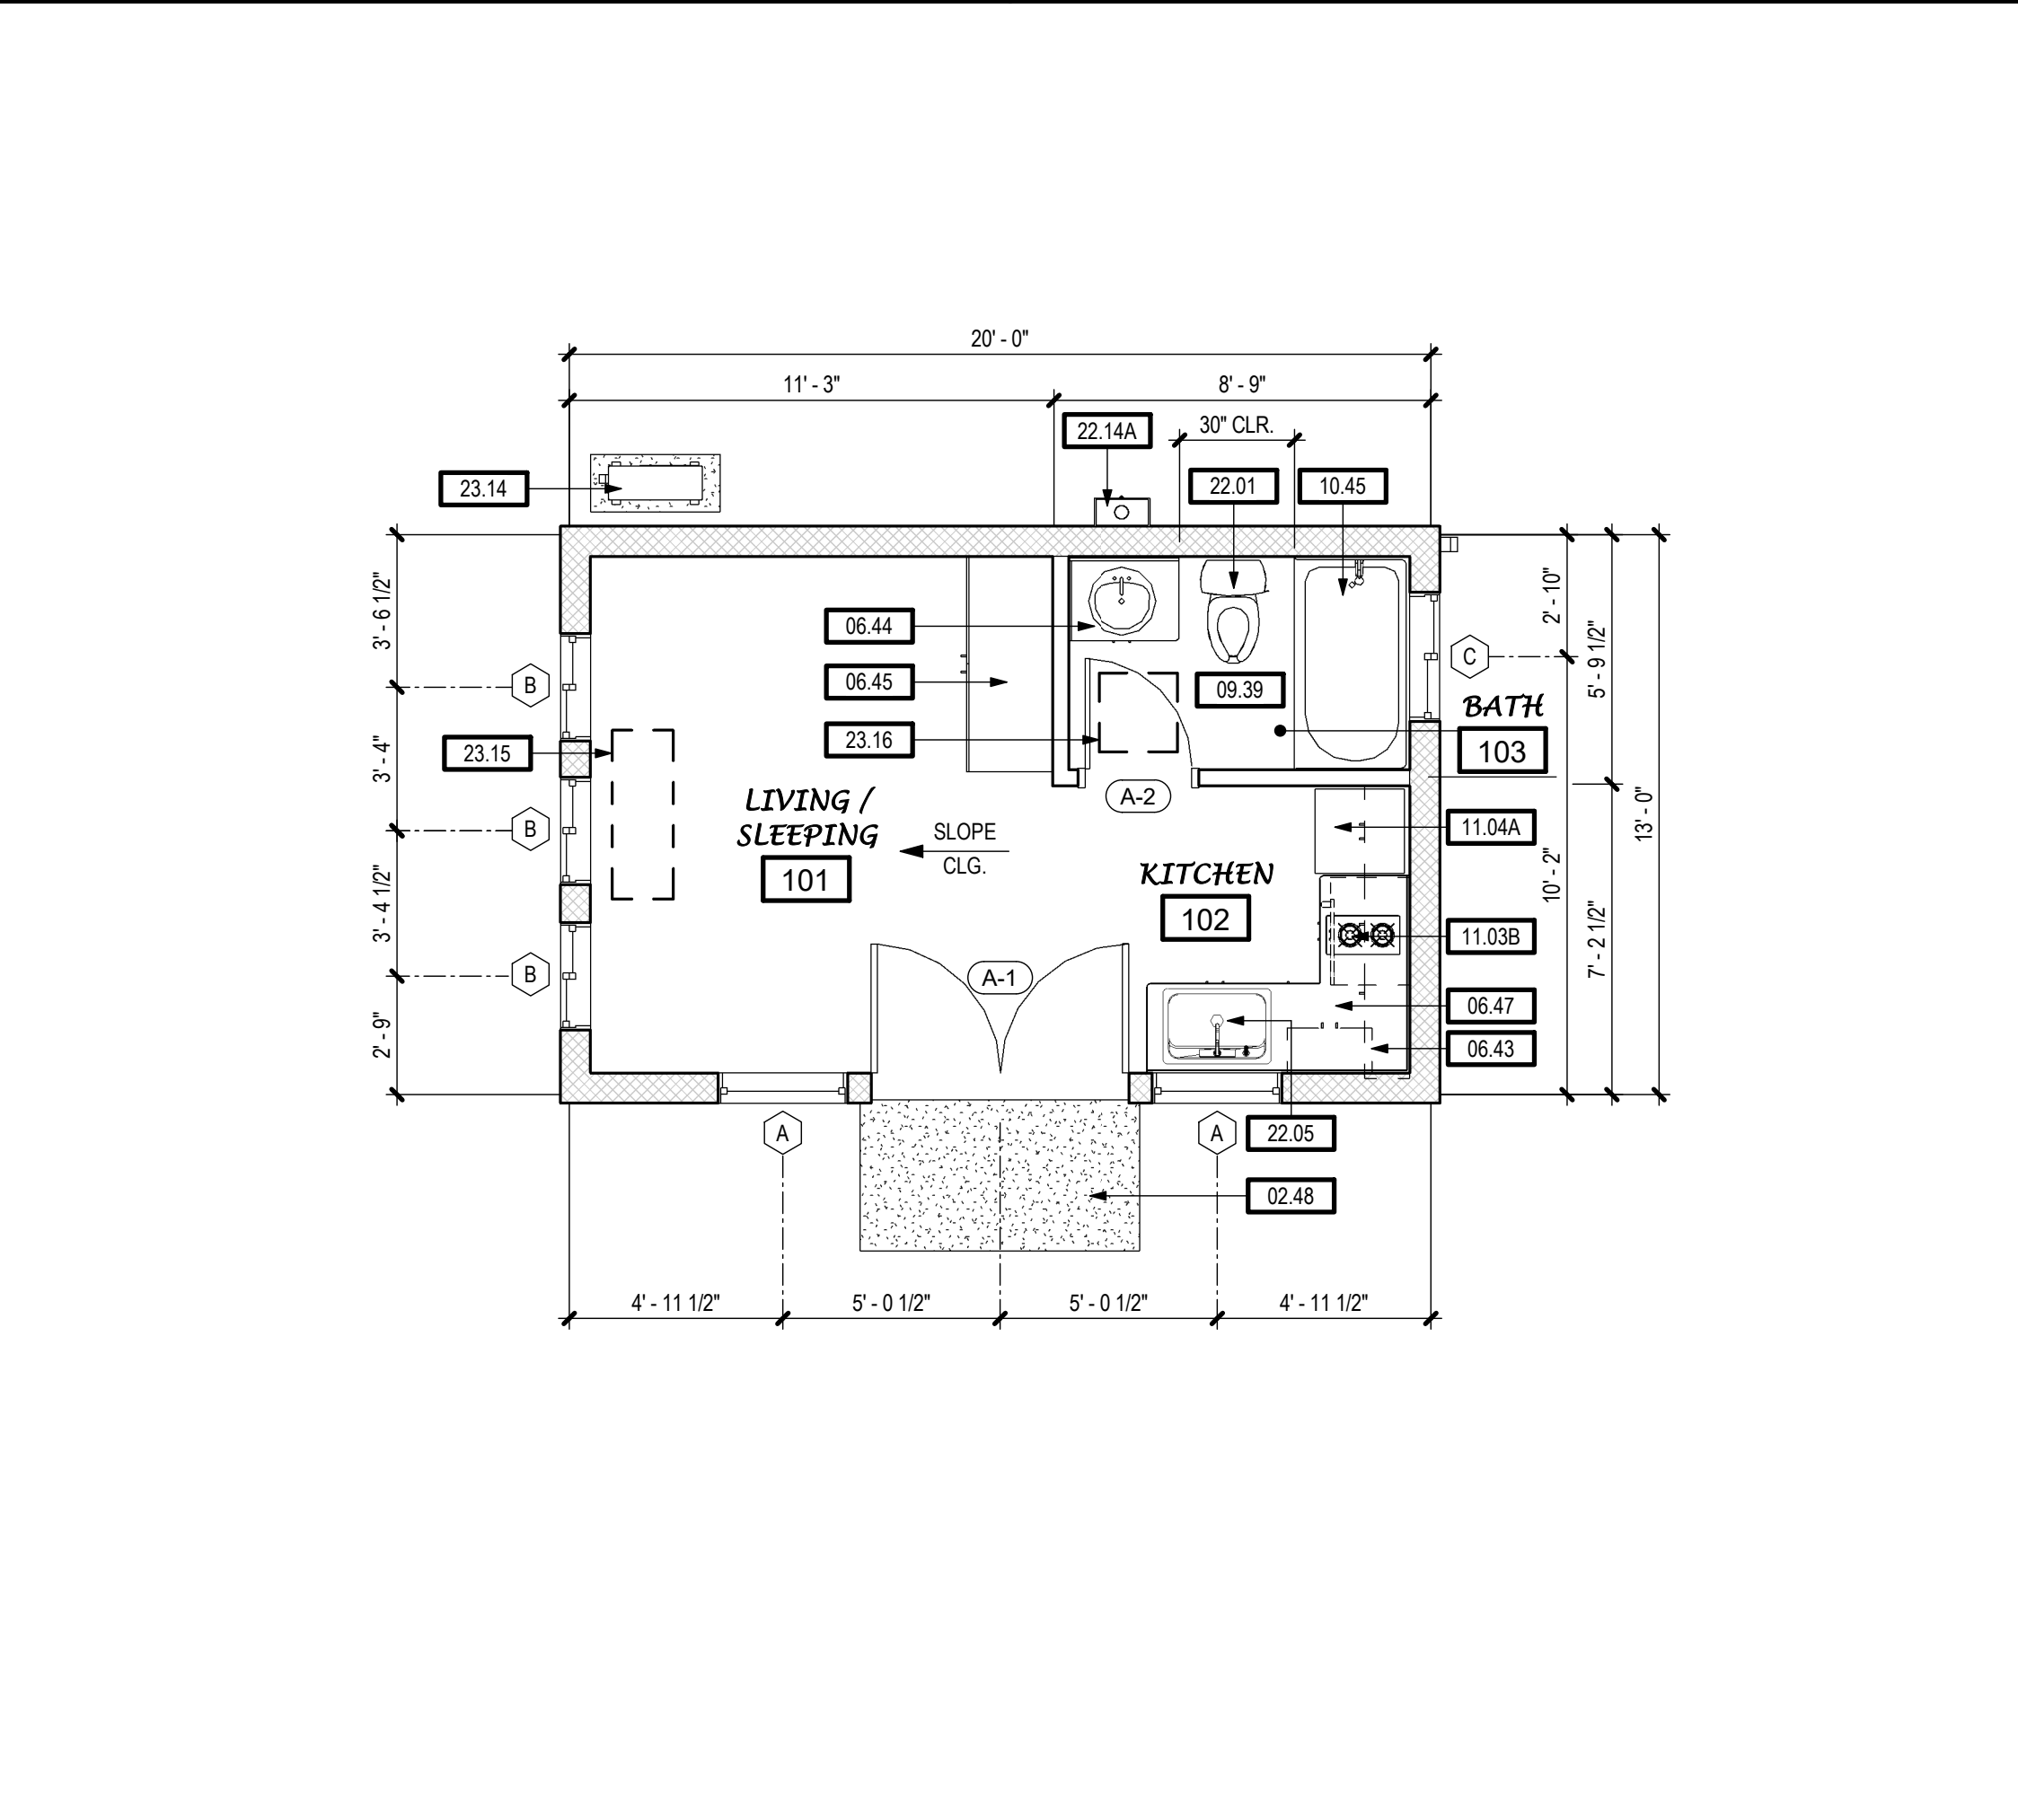 20' - 0"
11' - 3"
8' - 9"
22.14A
30" CLR.
23.14
22.01
10.45
3' - 6 1/2"
3' - 4"
3' - 4 1/2"
2' - 9"
B
B
B
23.15
06.44
06.45
23.16
09.39
A-2
LIVING /
SLEEPING
101
SLOPE
CLG.
KITCHEN
102
A-1
C
BATH
103
2' - 10"
10' - 2"
5' - 9 1/2"
7' - 2 1/2"
13' - 0"
11.04A
11.03B
06.47
06.43
A
A
22.05
02.48
4' - 11 1/2"
5' - 0 1/2"
5' - 0 1/2"
4' - 11 1/2"